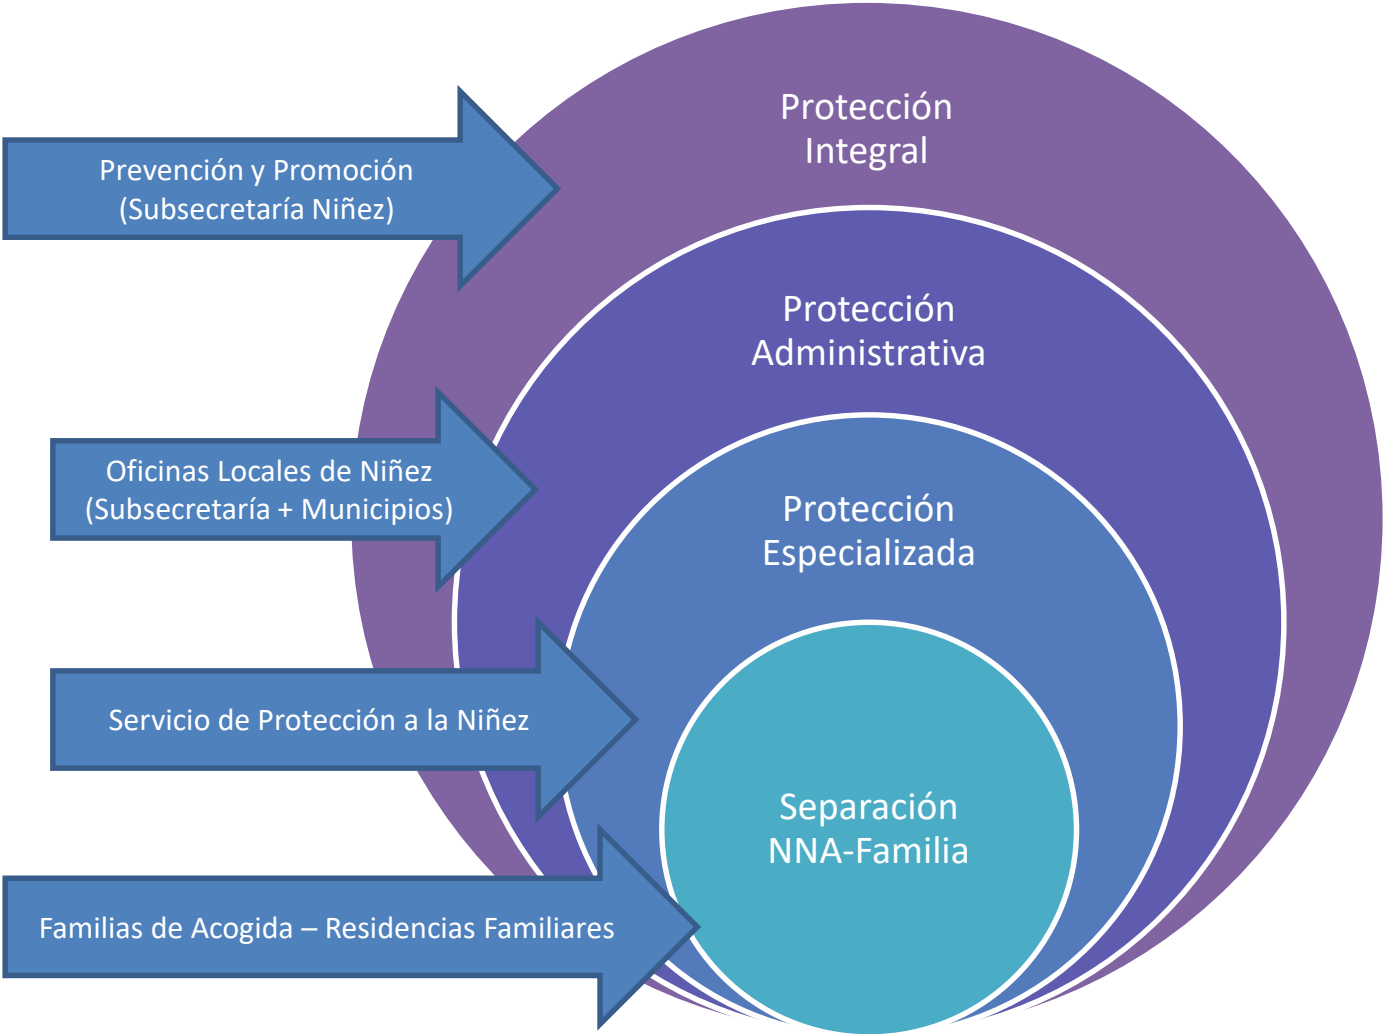 Protección
Integral
Prevención y Promoción
(Subsecretaría Niñez)
Protección
Administrativa
Oficinas Locales de Niñez
(Subsecretaría + Municipios)
Protección
Especializada
Servicio de Protección a la Niñez
Separación
NNA-Familia
Familias de Acogida – Residencias Familiares